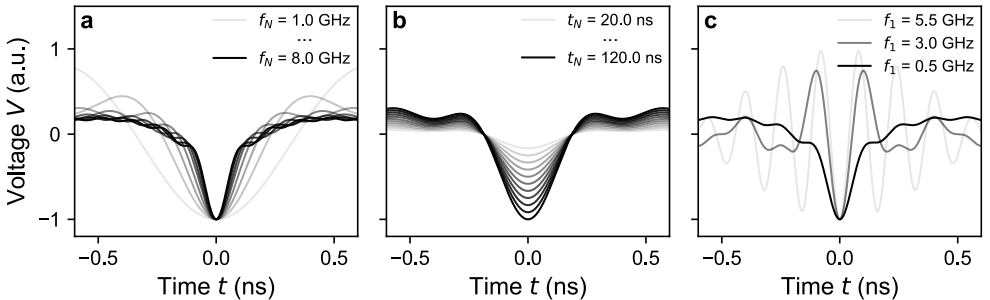 a
f_N = 1.0 GHz
...
f_N = 8.0 GHz
b
t_N = 20.0 ns
...
t_N = 120.0 ns
c
f_1 = 5.5 GHz
f_1 = 3.0 GHz
f_1 = 0.5 GHz
Voltage V (a.u.)
1
0
−1
−0.5 0.0 0.5
−0.5 0.0 0.5
−0.5 0.0 0.5
Time t (ns)
Time t (ns)
Time t (ns)